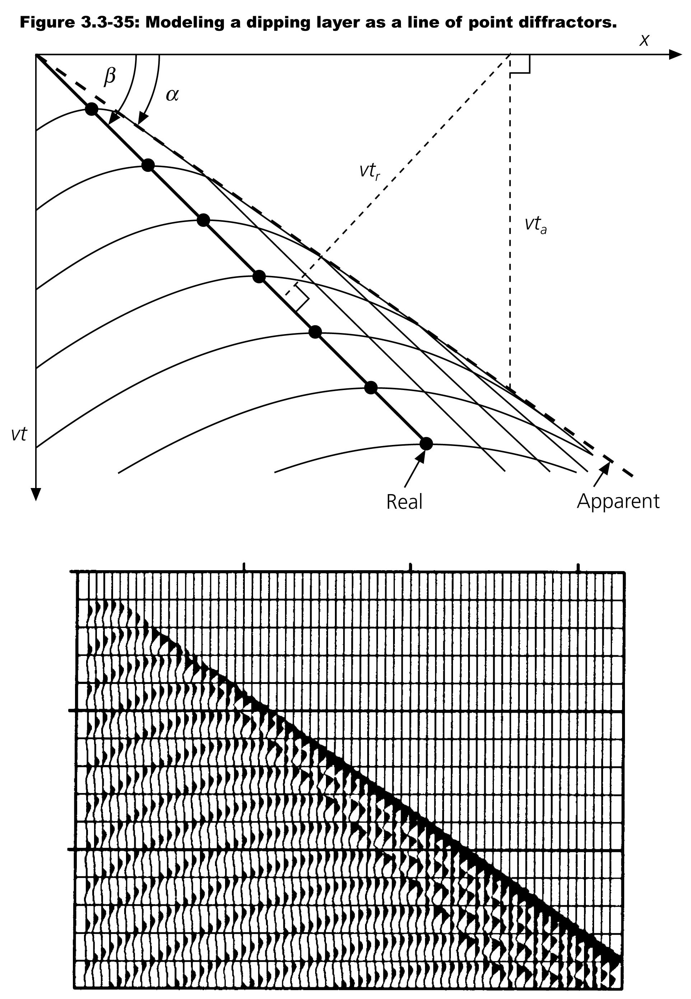 Figure 3.3-35: Modeling a dipping layer as a line of point diffractors.
x
β
α
vtᵣ
vtₐ
vt
Real
Apparent